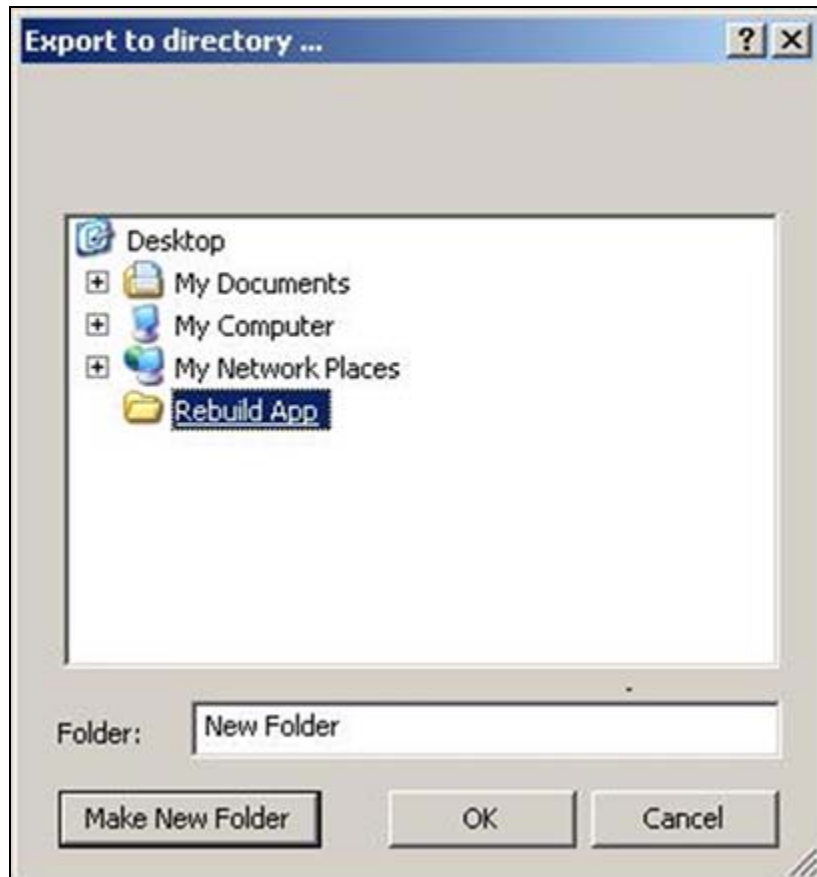 Export to directory ...
Desktop
My Documents
My Computer
My Network Places
Rebuild App
Folder: New Folder
Make New Folder OK Cancel